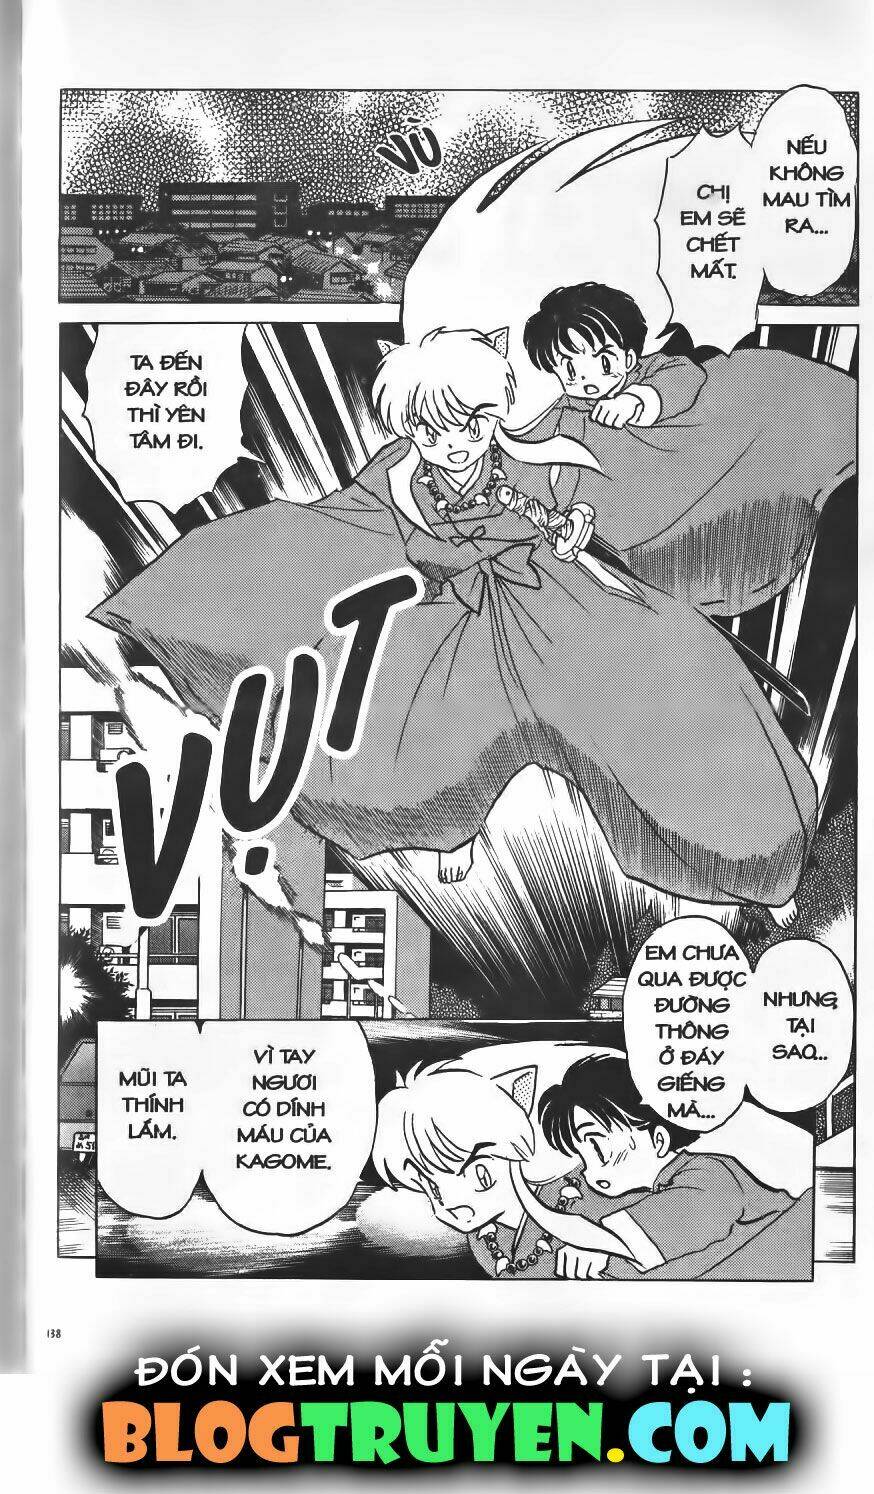 NẾU
KHÔNG
MAU TÌM
RA...
CHỊ
EM SẼ
CHẾT
MẤT.
VÙ
TA ĐẾN
ĐÂY RỒI
THÌ YÊN
TÂM ĐI.
VỤT
NHƯNG,
TẠI
SAO...
EM CHƯA
QUA ĐƯỢC
ĐƯỜNG
THÔNG
Ở ĐÁY
GIẾNG
MÀ...
VÌ TAY
NGƯƠI
CÓ DÍNH
MÁU CỦA
KAGOME.
MŨI TA
THÍNH
LẮM.
138
ĐÓN XEM MỖI NGÀY TẠI :
BLOGTRUYEN.COM